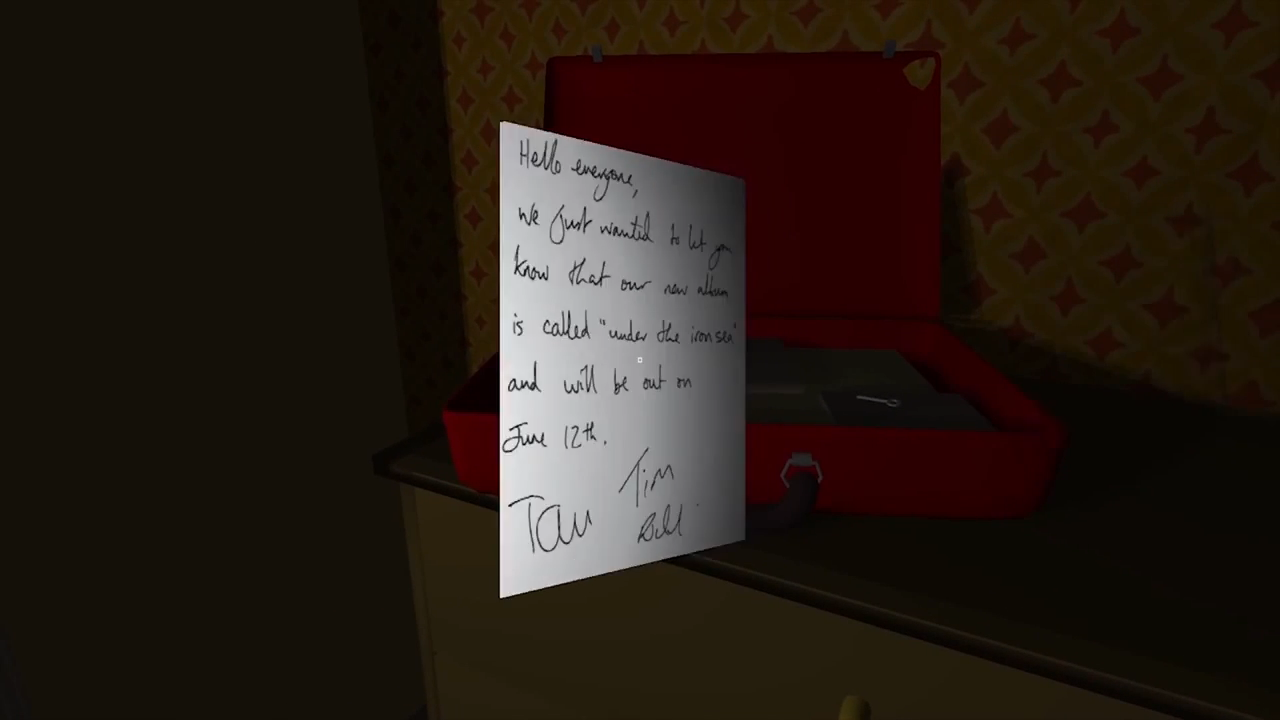 Hello everyone,
we just wanted to let you
know that our new album
is called "under the iron sea"
and will be out on
June 12th.
Tim
Tom